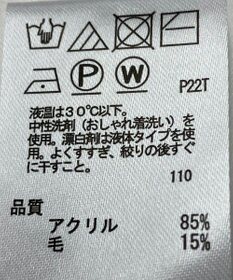 P W P22T
液温は30℃以下。
中性洗剤（おしゃれ着洗い）を
使用。漂白剤は液体タイプを使
用。よくすすぎ、絞りの後すぐ
に干すこと。
110
品質
アクリル 85%
毛 15%